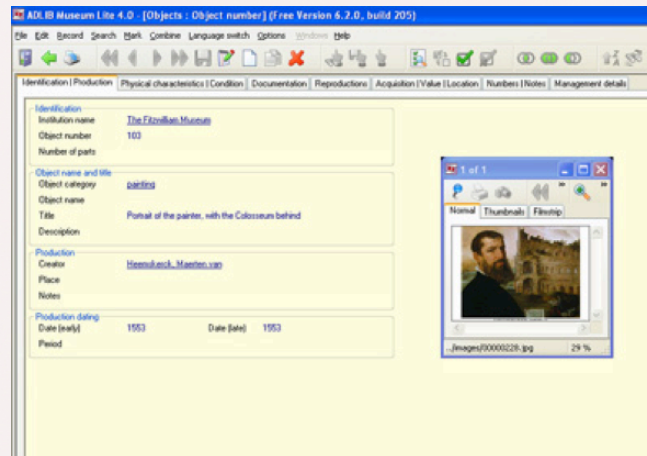 ADLIB Museum Lite 4.0 - [Objects : Object number] (Free Version 6.2.0, build 205)
File Edit Record Search Mark Combine Language switch Options Windows Help
Identification | Production Physical characteristics | Condition Documentation Reproductions Acquisition | Value | Location Numbers | Notes Management details
Identification
Institution name The Fitzwilliam Museum
Object number 103
Number of parts
Object name and title
Object category painting
Object name
Title Portrait of the painter, with the Colosseum behind
Description
Production
Creator Heemskerck, Maerten van
Place
Notes
Production dating
Date (early) 1553 Date (late) 1553
Period
1 of 1
Normal Thumbnails Filmstrip
../images/00000228.jpg 29 %